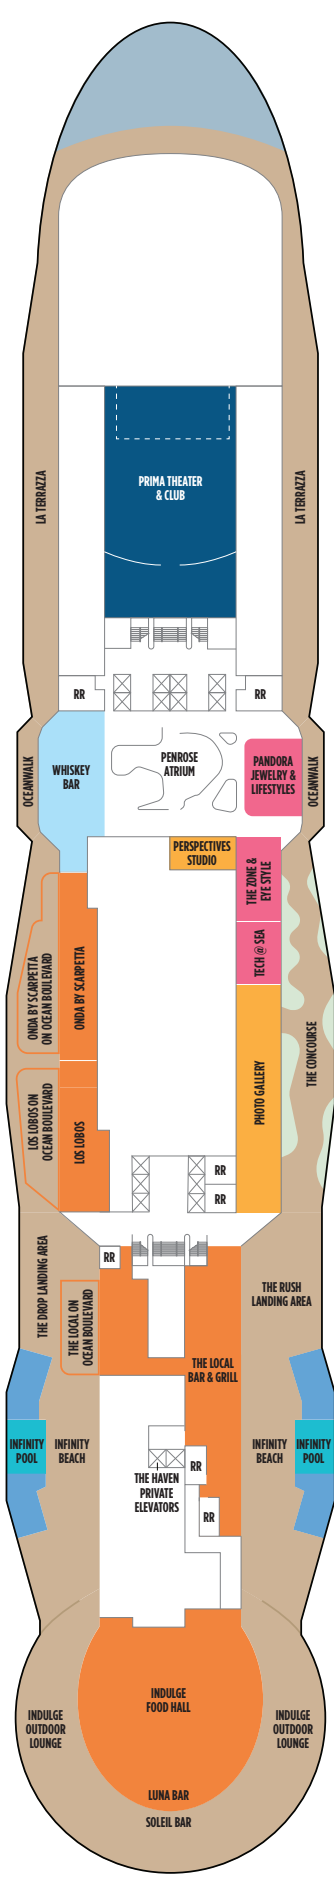 PRIMA THEATER
& CLUB
LA TERRAZZA
LA TERRAZZA
RR
RR
OCEANWALK
WHISKEY
BAR
PENROSE
ATRIUM
PANDORA
JEWELRY &
LIFESTYLES
OCEANWALK
PERSPECTIVES
STUDIO
THE ZONE &
EYE STYLE
TECH @ SEA
ONDA BY SCARPETTA
ON OCEAN BOULEVARD
ONDA BY SCARPETTA
THE CONCOURSE
LOS LOBOS ON
OCEAN BOULEVARD
LOS LOBOS
PHOTO GALLERY
RR
RR
THE DROP LANDING AREA
RR
THE LOCAL ON
OCEAN BOULEVARD
THE RUSH
LANDING AREA
THE LOCAL
BAR & GRILL
INFINITY
POOL
INFINITY
BEACH
INFINITY
BEACH
INFINITY
POOL
RR
THE HAVEN
PRIVATE
ELEVATORS
RR
INDULGE
FOOD HALL
INDULGE
OUTDOOR
LOUNGE
INDULGE
OUTDOOR
LOUNGE
LUNA BAR
SOLEIL BAR